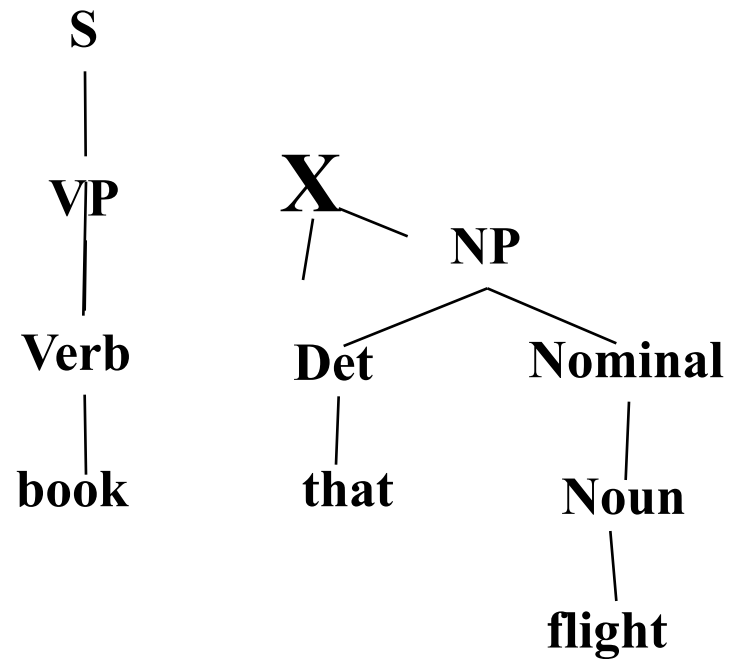 S
VP
X
NP
Verb
Det
Nominal
book
that
Noun
flight